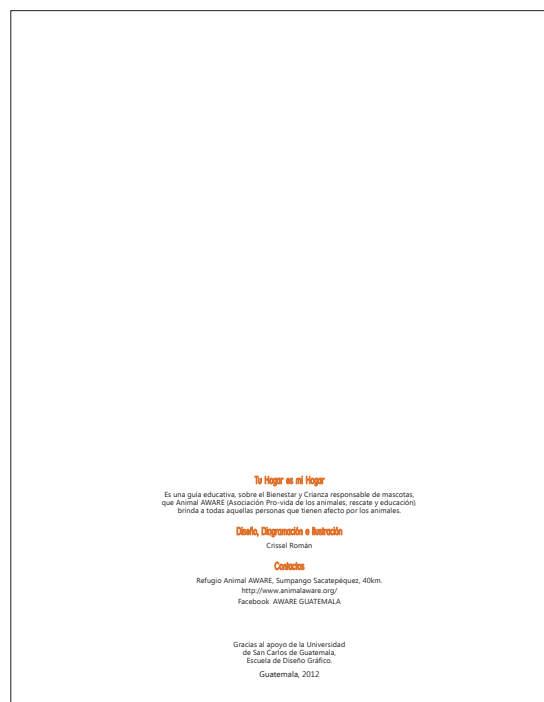 Tu Hogar es mi Hogar
Es una guía educativa, sobre el Bienestar y Crianza responsable de mascotas,
que Animal AWARE (Asociación Pro-vida de los animales, rescate y educación)
brinda a todas aquellas personas que tienen afecto por los animales.
Diseño, Diagramación e Ilustración
Crissel Román
Contactos
Refugio Animal AWARE, Sumpango Sacatepéquez, 40km.
http://www.animalaware.org/
Facebook AWARE GUATEMALA
Gracias al apoyo de la Universidad
de San Carlos de Guatemala,
Escuela de Diseño Gráfico.
Guatemala, 2012